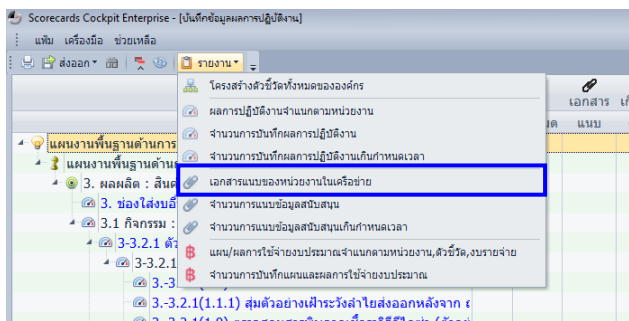 Scorecards Cockpit Enterprise - [บันทึกข้อมูลผลการปฏิบัติงาน]
แฟ้ม เครื่องมือ ช่วยเหลือ
ส่งออก รายงาน
โครงสร้างตัวชี้วัดทั้งหมดขององค์กร
เอกสาร
แนบ
ผลการปฏิบัติงานจำแนกตามหน่วยงาน
จำนวนการบันทึกผลการปฏิบัติงาน
แผนงานพื้นฐานด้านการ
จำนวนการบันทึกผลการปฏิบัติงานเกินกำหนดเวลา
แผนงานพื้นฐานด้าน
เอกสารแนบของหน่วยงานในเครือข่าย
3. ผลผลิต :
จำนวนการแนบข้อมูลสนับสนุน
3.
จำนวนการแนบข้อมูลสนับสนุนเกินกำหนดเวลา
3.1 กิจกรรม :
แผน/ผลการใช้จ่ายงบประมาณจำแนกตามหน่วยงาน,ตัวชี้วัด,งบรายจ่าย
3-3.2.1
3-3.2.1
จำนวนการบันทึกแผนและผลการใช้จ่ายงบประมาณ
3.-3
3.-3.2.1(1.1.1) สุ่มตัวอย่างเฝ้าระวังลำไยส่งออกหลังจาก